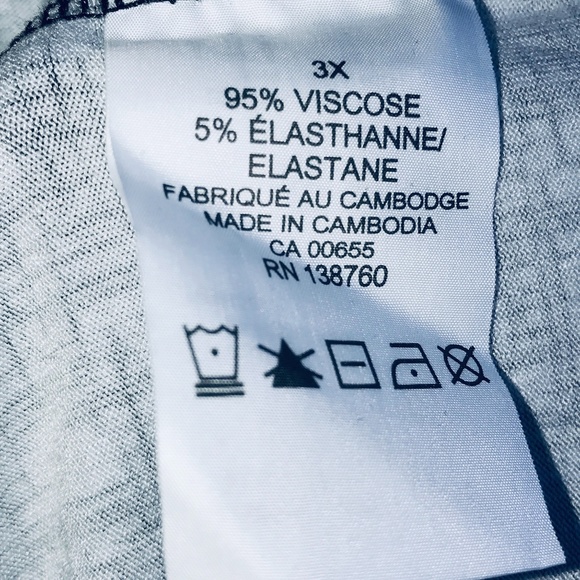 3X
95% VISCOSE
5% ÉLASTHANNE/
ELASTANE
FABRIQUÉ AU CAMBODGE
MADE IN CAMBODIA
CA 00655
RN 138760